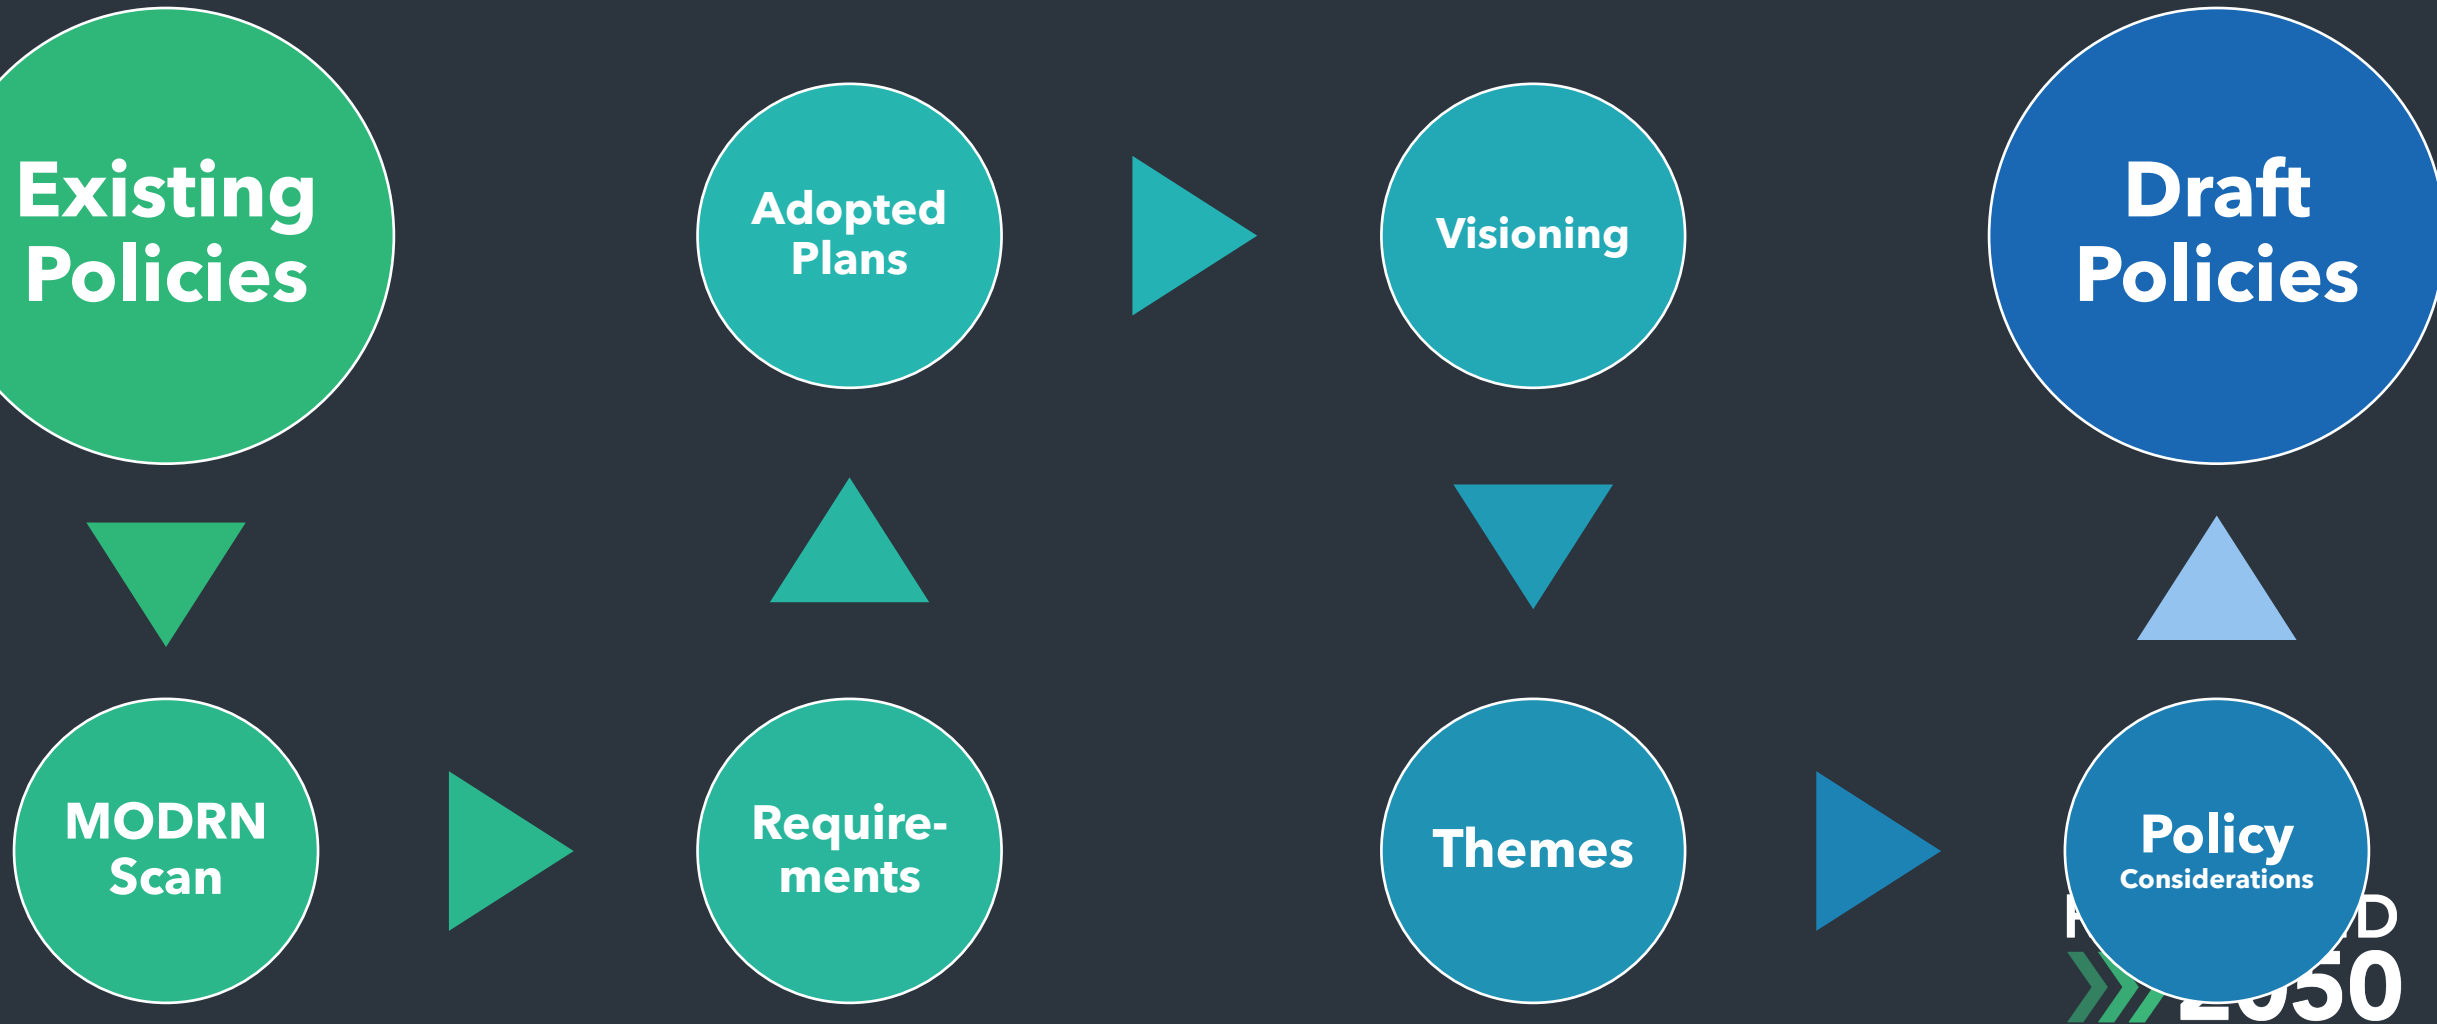 Existing
Policies
MODRN
Scan
Require-
ments
Adopted
Plans
Visioning
Themes
Policy
Considerations
Draft
Policies